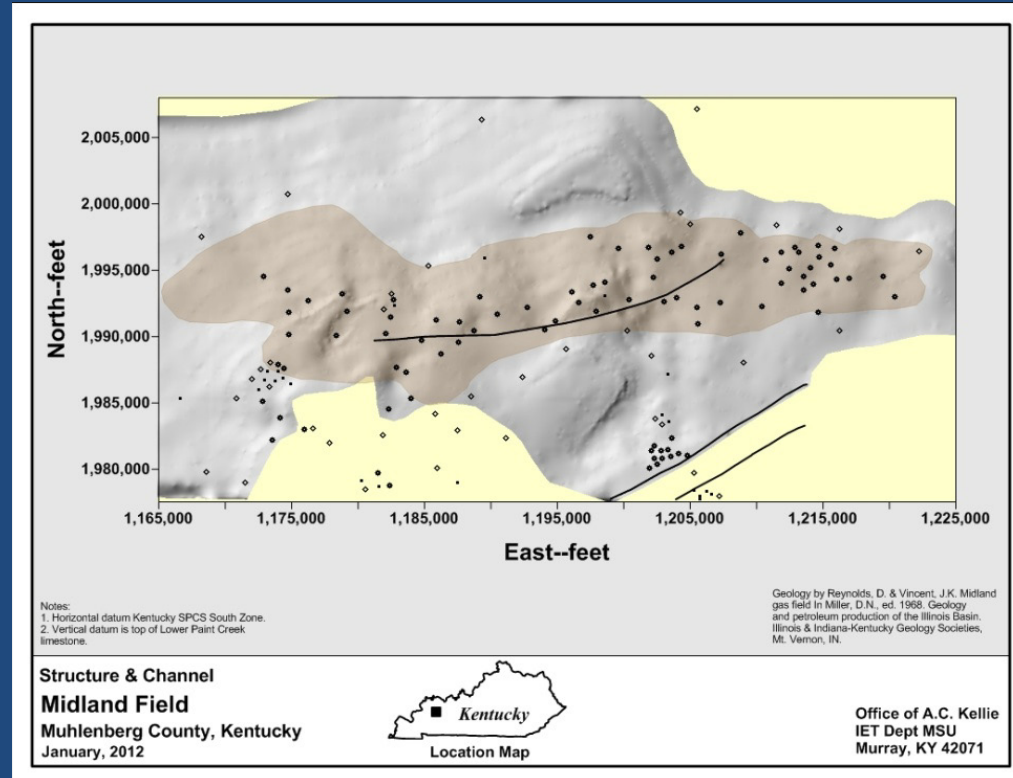 North--feet
2,005,000
2,000,000
1,995,000
1,990,000
1,985,000
1,980,000
1,165,000
1,175,000
1,185,000
1,195,000
1,205,000
1,215,000
1,225,000
East--feet
Notes:
1. Horizontal datum Kentucky SPCS South Zone.
2. Vertical datum is top of Lower Paint Creek
limestone.
Geology by Reynolds, D. & Vincent, J.K. Midland
gas field In Miller, D.N., ed. 1968. Geology
and petroleum production of the Illinois Basin.
Illinois & Indiana-Kentucky Geology Societies,
Mt. Vernon, IN.
Structure & Channel
Midland Field
Muhlenberg County, Kentucky
January, 2012
Kentucky
Location Map
Office of A.C. Kellie
IET Dept MSU
Murray, KY 42071